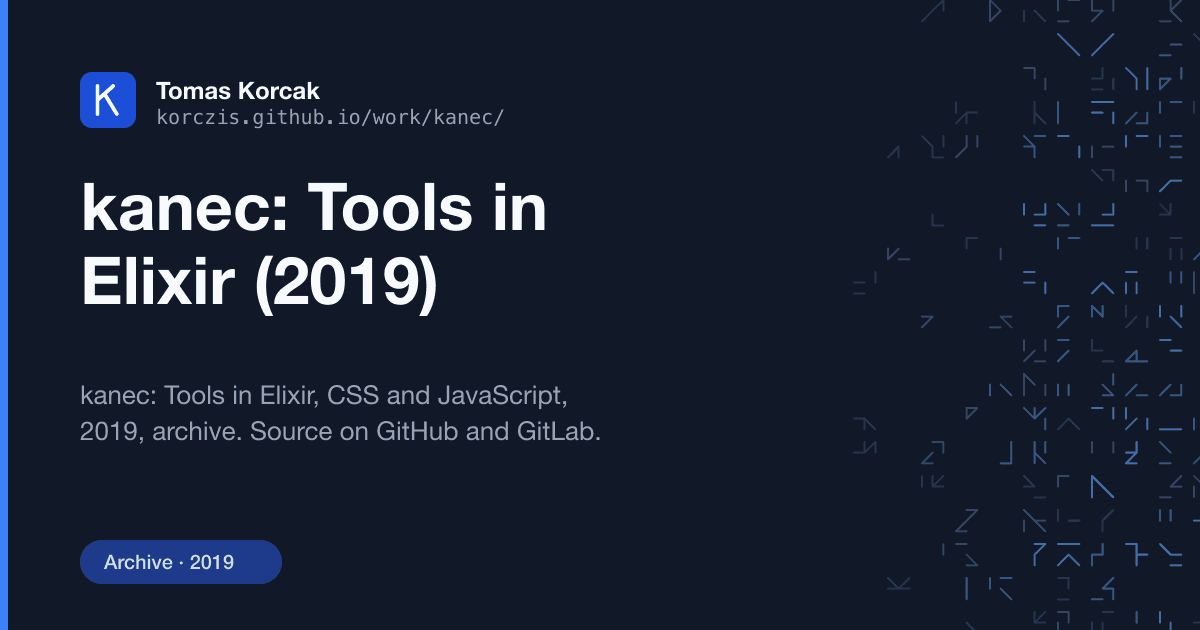 K
Tomas Korcak
korczis.github.io/work/kanec/
kanec: Tools in
Elixir (2019)
kanec: Tools in Elixir, CSS and JavaScript,
2019, archive. Source on GitHub and GitLab.
Archive · 2019